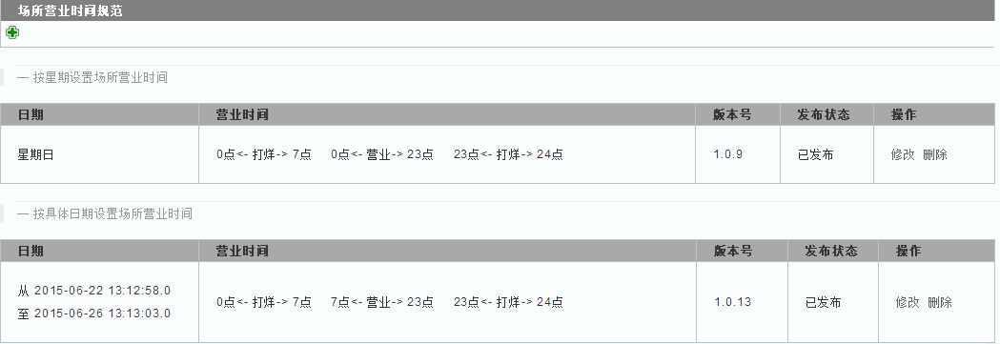 场所营业时间规范
— 按星期设置场所营业时间
日期 营业时间 版本号 发布状态 操作
星期日 0点<- 打烊-> 7点 0点<- 营业-> 23点 23点<- 打烊-> 24点 1.0.9 已发布 修改 删除
— 按具体日期设置场所营业时间
日期 营业时间 版本号 发布状态 操作
从 2015-06-22 13:12:58.0
至 2015-06-26 13:13:03.0
0点<- 打烊-> 7点 7点<- 营业-> 23点 23点<- 打烊-> 24点 1.0.13 已发布 修改 删除